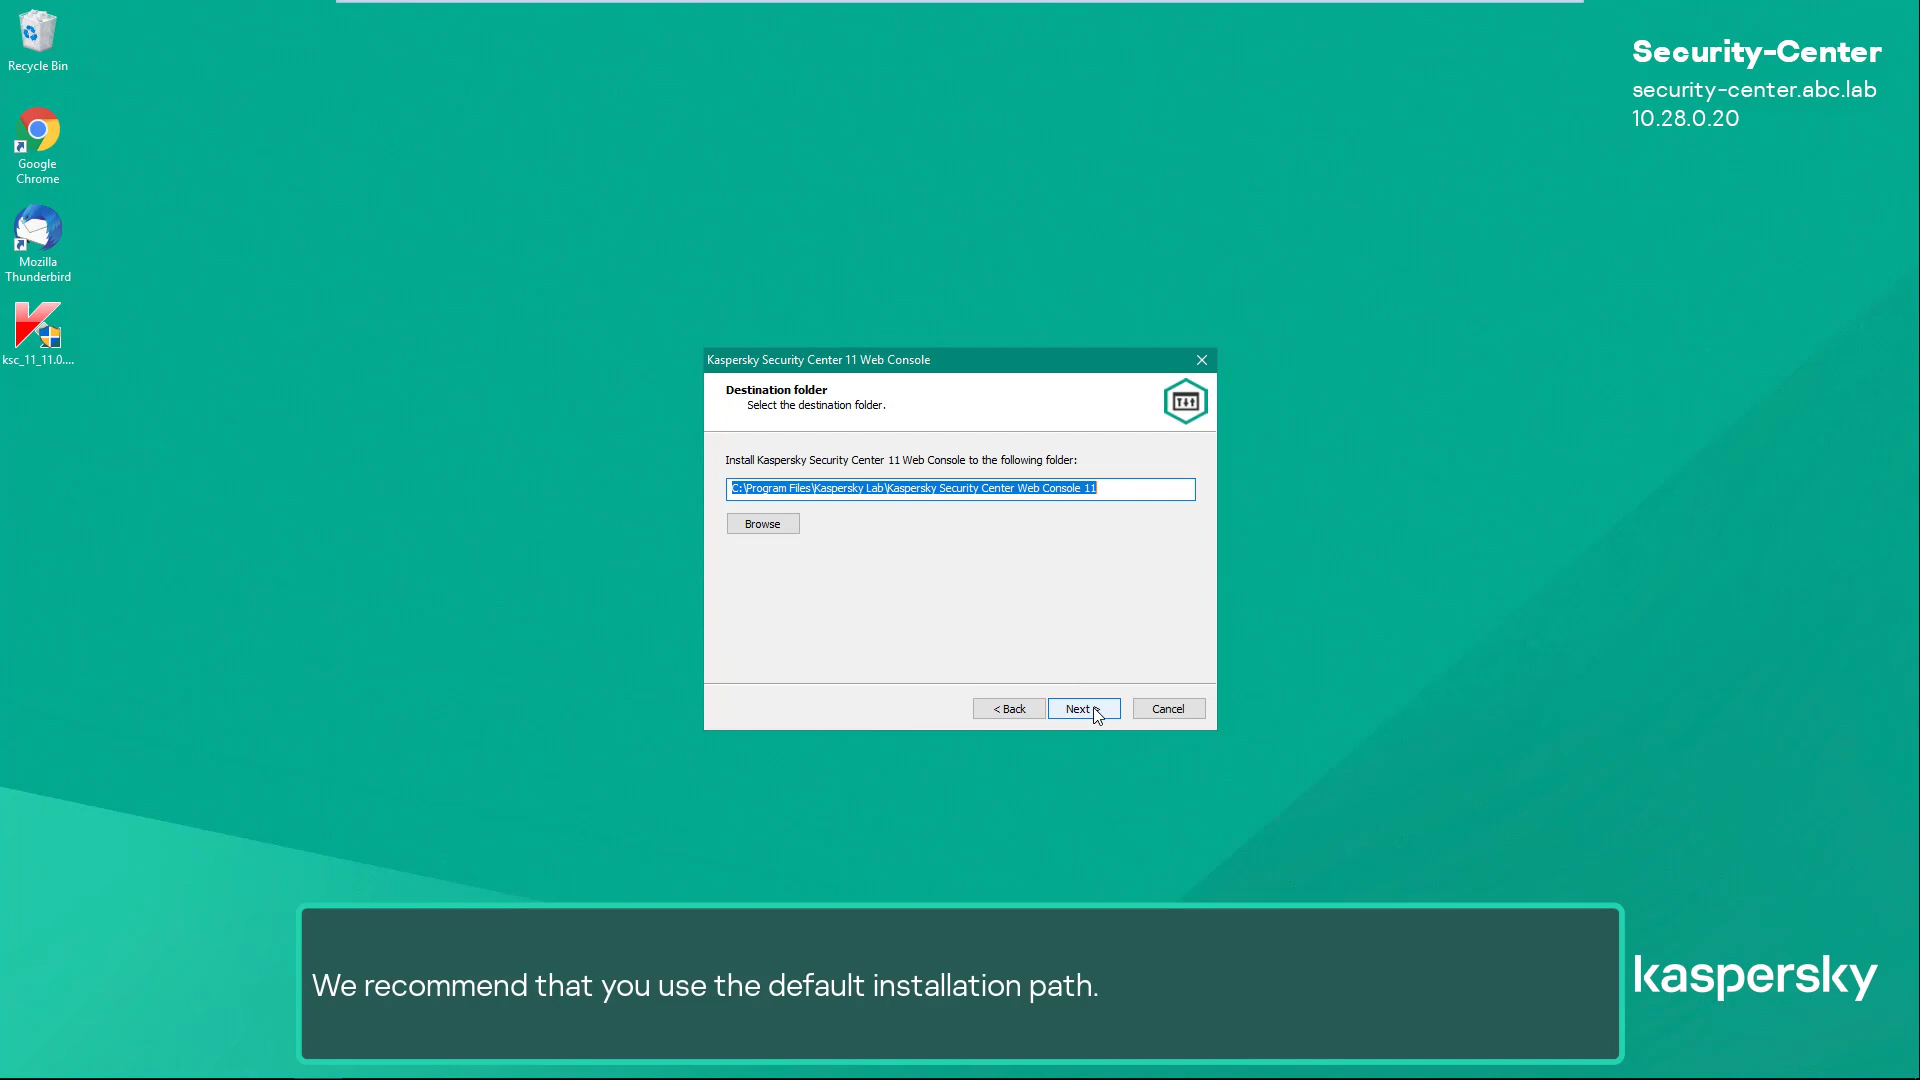 Recycle Bin
Google
Chrome
Mozilla
Thunderbird
ksc_11_11.0....
Security-Center
security-center.abc.lab
10.28.0.20
Kaspersky Security Center 11 Web Console
Destination folder
Select the destination folder.
Install Kaspersky Security Center 11 Web Console to the following folder:
C:\Program Files\Kaspersky Lab\Kaspersky Security Center Web Console 11
Browse
< Back
Next >
Cancel
We recommend that you use the default installation path.
kaspersky